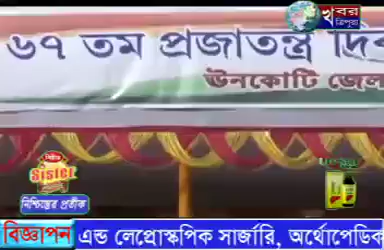 খবর
ত্রিপুরা
৬৭ তম প্রজাতন্ত্র দি
ঊনকোটি জেল
Sister
নিশ্চিন্তের প্রতীক
বিজ্ঞাপন এন্ড লেপ্রোস্কপিক সার্জারি, অর্থোপেডিক